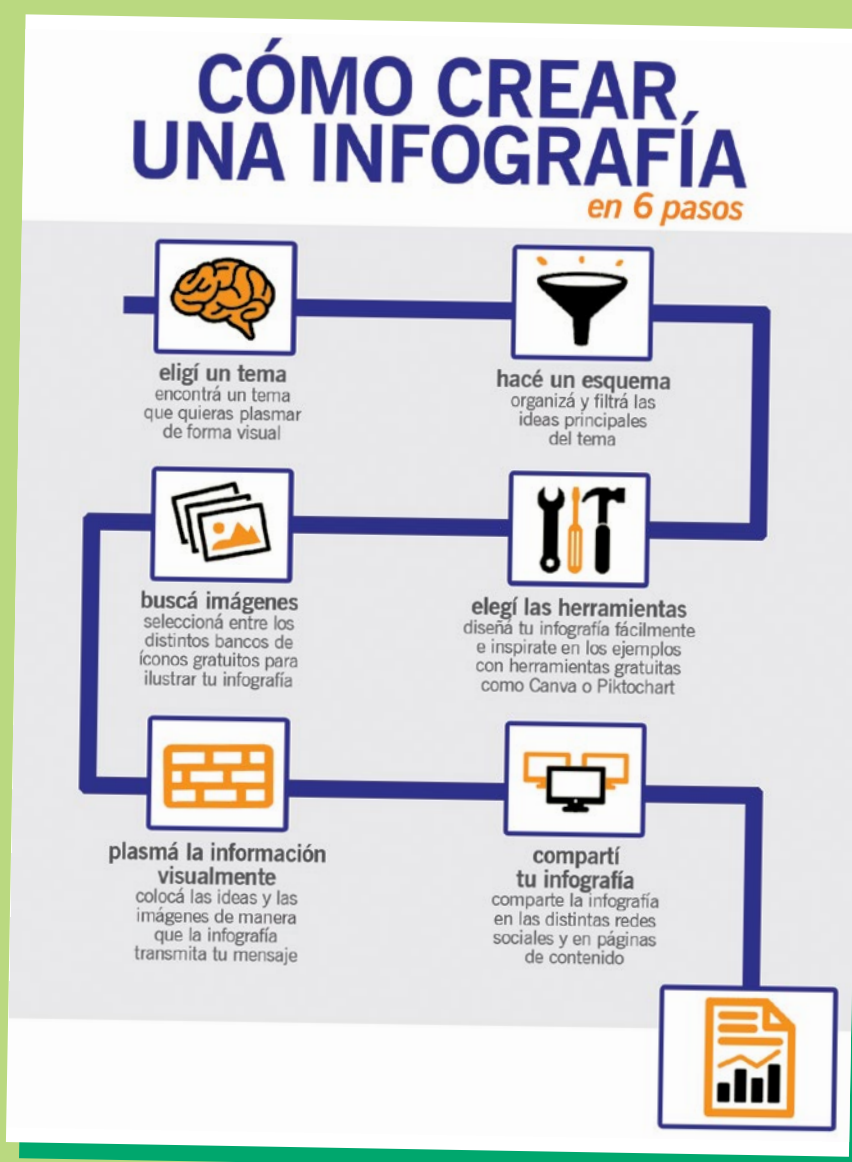 CÓMO CREAR
UNA INFOGRAFÍA
en 6 pasos
eligí un tema
encontrá un tema
que quieras plasmar
de forma visual
hacé un esquema
organizá y filtrá las
ideas principales
del tema
elegí las herramientas
diseñá tu infografía fácilmente
e inspirate en los ejemplos
con herramientas gratuitas
como Canva o Piktochart
buscá imágenes
seleccioná entre los
distintos bancos de
íconos gratuitos para
ilustrar tu infografía
plasmá la información
visualmente
colocá las ideas y las
imágenes de manera
que la infografía
transmita tu mensaje
compartí
tu infografía
comparte la infografía
en las distintas redes
sociales y en páginas
de contenido